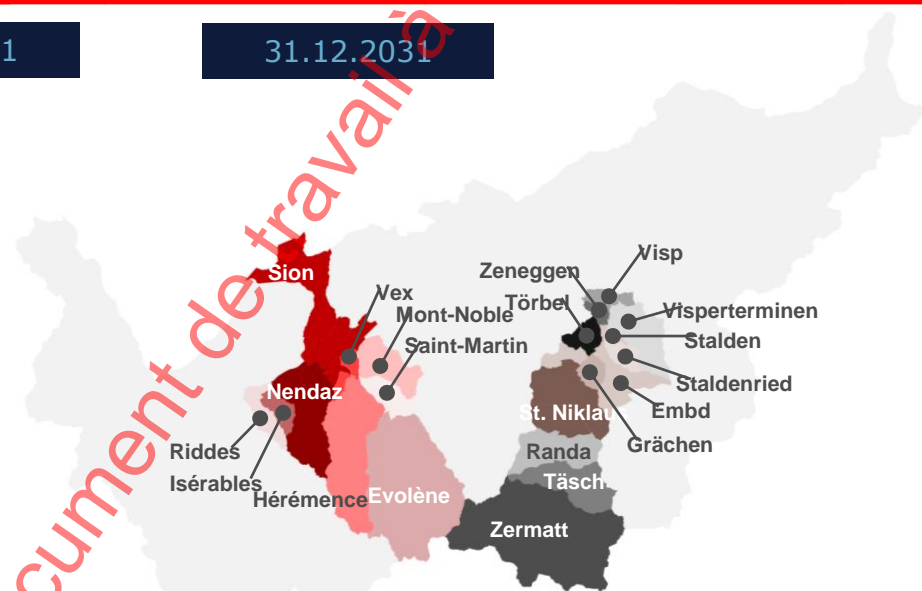 1
31.12.2031
cument de travail à
Visp
Zeneggen
Sion
Vex
Törbel
Mont-Noble
Visperterminen
Saint-Martin
Stalden
Staldenried
Nendaz
St. Niklaus
Embd
Grächen
Riddes
Randa
Isérables
Täsch
Hérémence
Evolène
Zermatt